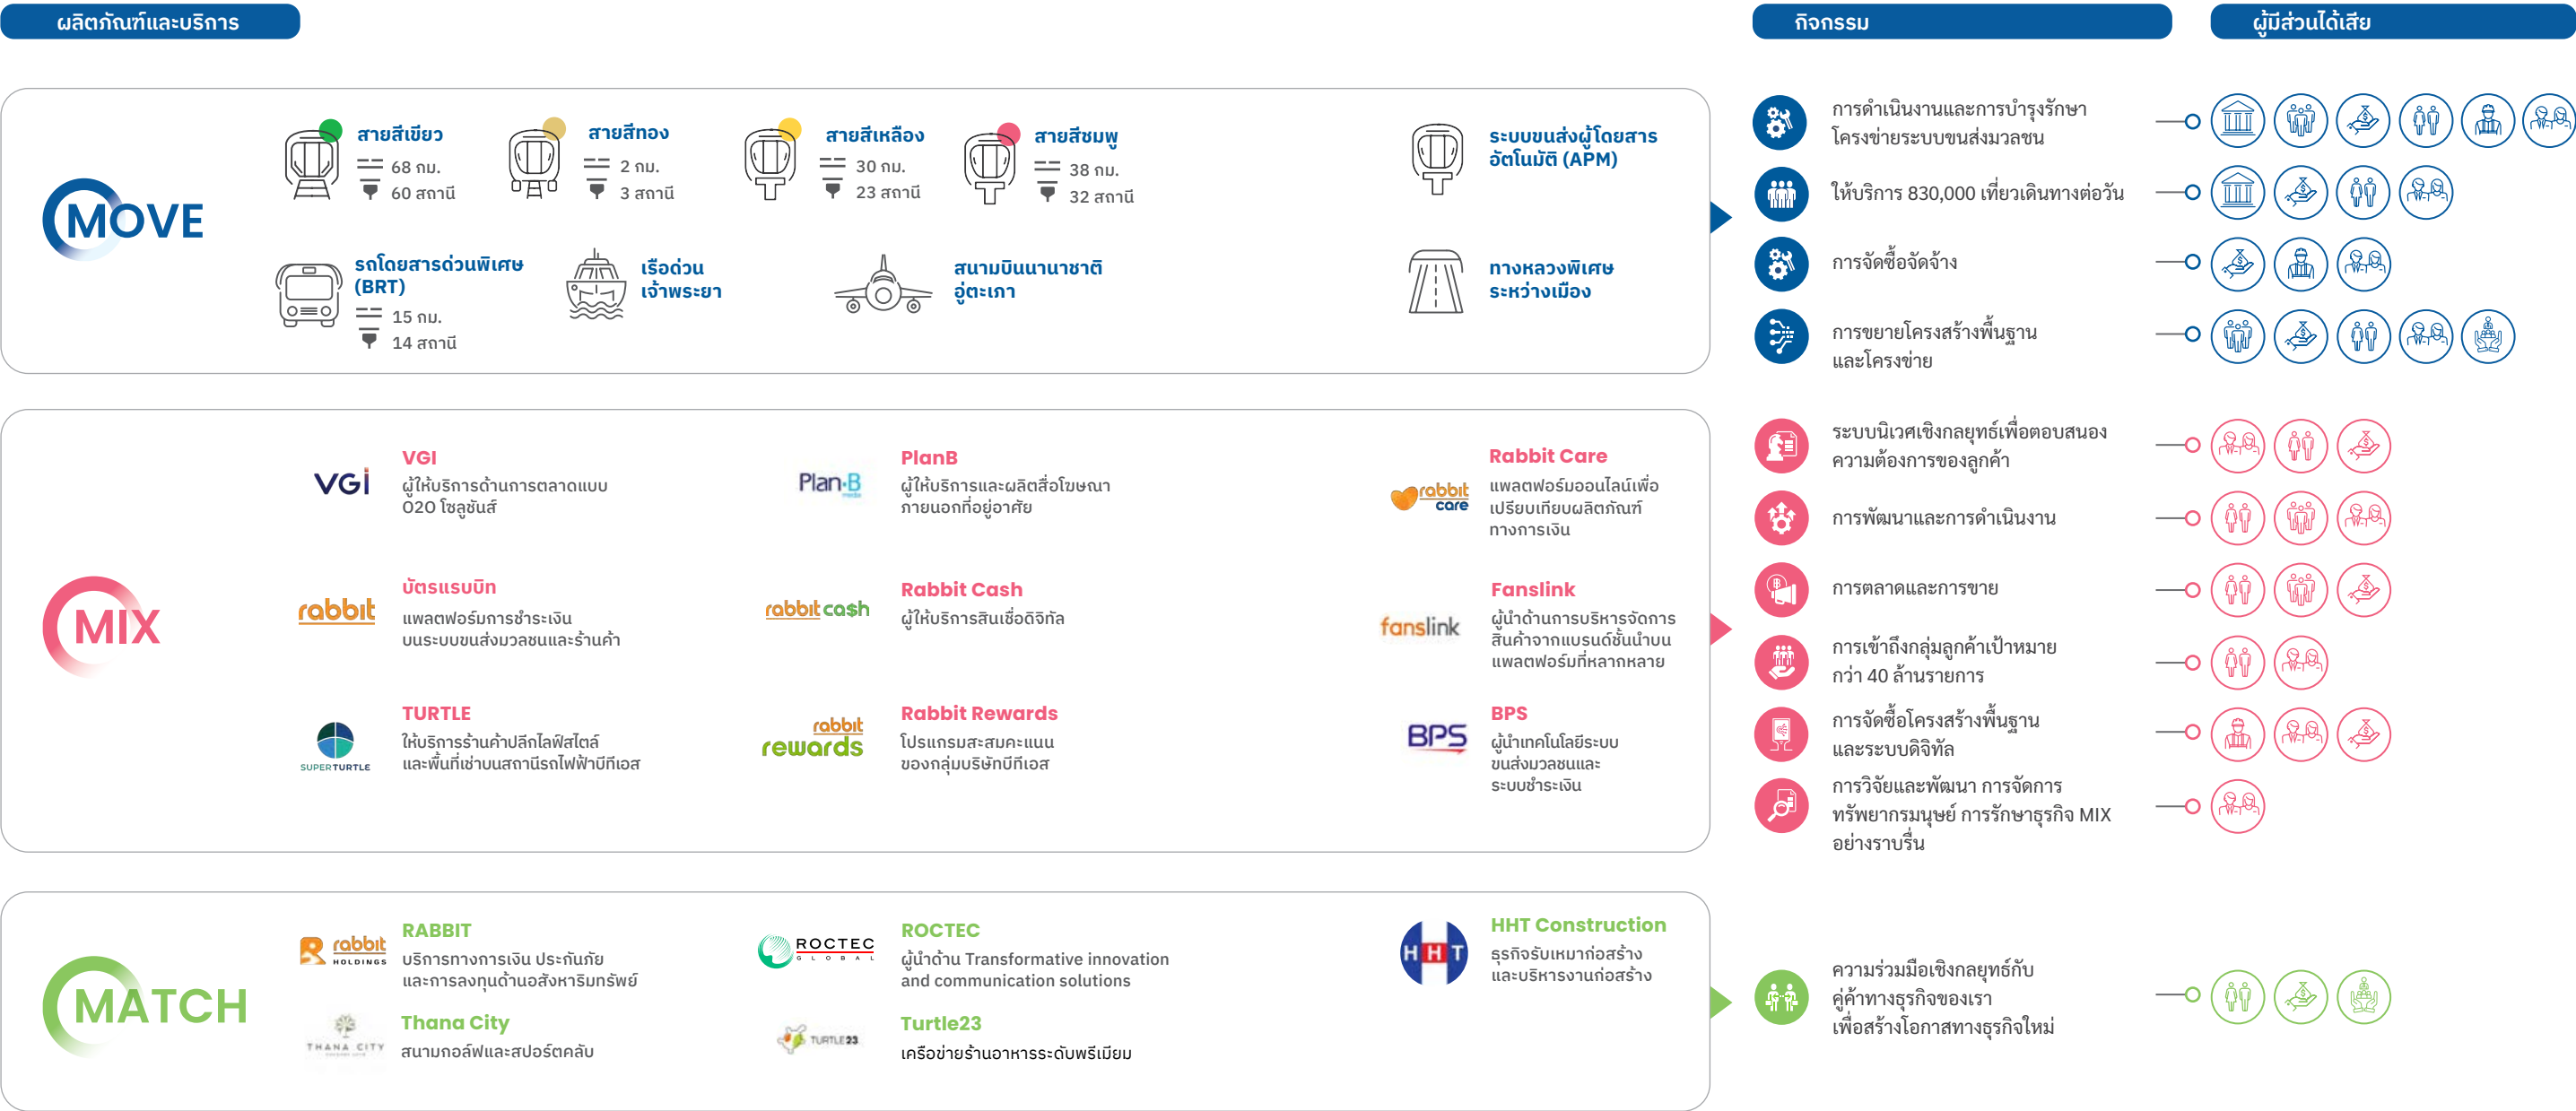 ผลิตภัณฑ์และบริการ
กิจกรรม
ผู้มีส่วนได้เสีย
MOVE
สายสีเขียว
68 กม.
60 สถานี
สายสีทอง
2 กม.
3 สถานี
สายสีเหลือง
30 กม.
23 สถานี
สายสีชมพู
38 กม.
32 สถานี
ระบบขนส่งผู้โดยสาร
อัตโนมัติ (APM)
รถโดยสารด่วนพิเศษ
(BRT)
15 กม.
14 สถานี
เรือด่วน
เจ้าพระยา
สนามบินนานาชาติ
อู่ตะเภา
ทางหลวงพิเศษ
ระหว่างเมือง
การดำเนินงานและการบำรุงรักษา
โครงข่ายระบบขนส่งมวลชน
ให้บริการ 830,000 เที่ยวเดินทางต่อวัน
การจัดซื้อจัดจ้าง
การขยายโครงสร้างพื้นฐาน
และโครงข่าย
MIX
VGI
VGI
ผู้ให้บริการด้านการตลาดแบบ
O2O โซลูชันส์
Plan·B
media
PlanB
ผู้ให้บริการและผลิตสื่อโฆษณา
ภายนอกที่อยู่อาศัย
rabbit
care
Rabbit Care
แพลตฟอร์มออนไลน์เพื่อ
เปรียบเทียบผลิตภัณฑ์
ทางการเงิน
rabbit
บัตรแรบบิท
แพลตฟอร์มการชำระเงิน
บนระบบขนส่งมวลชนและร้านค้า
rabbit ca$h
Rabbit Cash
ผู้ให้บริการสินเชื่อดิจิทัล
fanslink
Fanslink
ผู้นำด้านการบริหารจัดการ
สินค้าจากแบรนด์ชั้นนำบน
แพลตฟอร์มที่หลากหลาย
SUPERTURTLE
TURTLE
ให้บริการร้านค้าปลีกไลฟ์สไตล์
และพื้นที่เช่าบนสถานีรถไฟฟ้าบีทีเอส
rabbit
rewards
Rabbit Rewards
โปรแกรมสะสมคะแนน
ของกลุ่มบริษัทบีทีเอส
BPS
BPS
ผู้นำเทคโนโลยีระบบ
ขนส่งมวลชนและ
ระบบชำระเงิน
ระบบนิเวศเชิงกลยุทธ์เพื่อตอบสนอง
ความต้องการของลูกค้า
การพัฒนาและการดำเนินงาน
การตลาดและการขาย
การเข้าถึงกลุ่มลูกค้าเป้าหมาย
กว่า 40 ล้านรายการ
การจัดซื้อโครงสร้างพื้นฐาน
และระบบดิจิทัล
การวิจัยและพัฒนา การจัดการ
ทรัพยากรมนุษย์ การรักษาธุรกิจ MIX
อย่างราบรื่น
MATCH
rabbit
HOLDINGS
RABBIT
บริการทางการเงิน ประกันภัย
และการลงทุนด้านอสังหาริมทรัพย์
ROCTEC
GLOBAL
ROCTEC
ผู้นำด้าน Transformative innovation
and communication solutions
HHT
HHT Construction
ธุรกิจรับเหมาก่อสร้าง
และบริหารงานก่อสร้าง
THANA CITY
Thana City
สนามกอล์ฟและสปอร์ตคลับ
TURTLE23
Turtle23
เครือข่ายร้านอาหารระดับพรีเมียม
ความร่วมมือเชิงกลยุทธ์กับ
คู่ค้าทางธุรกิจของเรา
เพื่อสร้างโอกาสทางธุรกิจใหม่